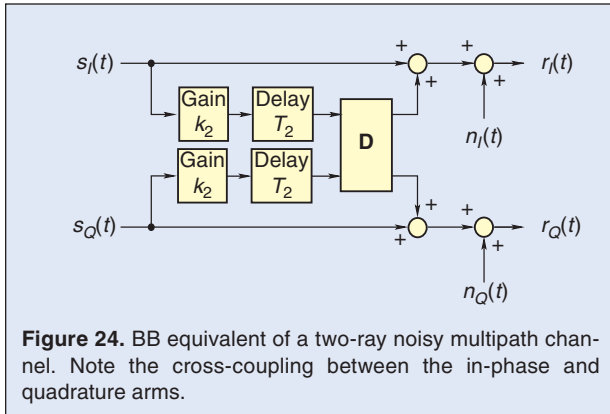 s_I(t)
+
+
r_I(t)
+
+
Gain
k_2
Delay
T_2
n_I(t)
D
Gain
k_2
Delay
T_2
+
+
s_Q(t)
+
+
r_Q(t)
n_Q(t)
Figure 24. BB equivalent of a two-ray noisy multipath chan-
nel. Note the cross-coupling between the in-phase and
quadrature arms.